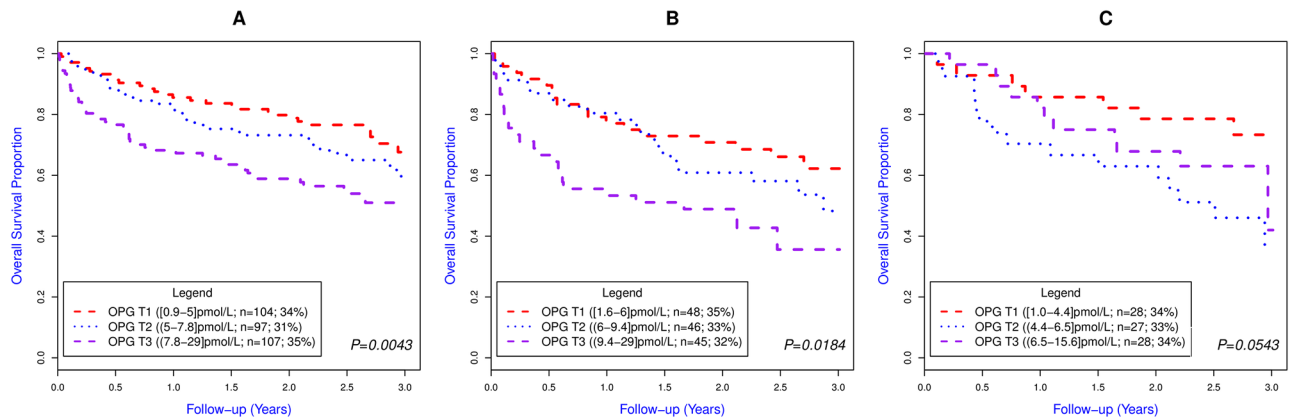 A
Overall Survival Proportion
1.0
0.8
0.6
0.4
0.2
0.0
Legend
OPG T1 ([0.9−5]pmol/L; n=104; 34%)
OPG T2 ((5−7.8]pmol/L; n=97; 31%)
OPG T3 ((7.8−29]pmol/L; n=107; 35%)
P=0.0043
0.0 0.5 1.0 1.5 2.0 2.5 3.0
Follow−up (Years)
B
Overall Survival Proportion
1.0
0.8
0.6
0.4
0.2
0.0
Legend
OPG T1 ([1.6−6]pmol/L; n=48; 35%)
OPG T2 ((6−9.4]pmol/L; n=46; 33%)
OPG T3 ((9.4−29]pmol/L; n=45; 32%)
P=0.0184
0.0 0.5 1.0 1.5 2.0 2.5 3.0
Follow−up (Years)
C
Overall Survival Proportion
1.0
0.8
0.6
0.4
0.2
0.0
Legend
OPG T1 ([1.0−4.4]pmol/L; n=28; 34%)
OPG T2 ((4.4−6.5]pmol/L; n=27; 33%)
OPG T3 ((6.5−15.6]pmol/L; n=28; 34%)
P=0.0543
0.0 0.5 1.0 1.5 2.0 2.5 3.0
Follow−up (Years)